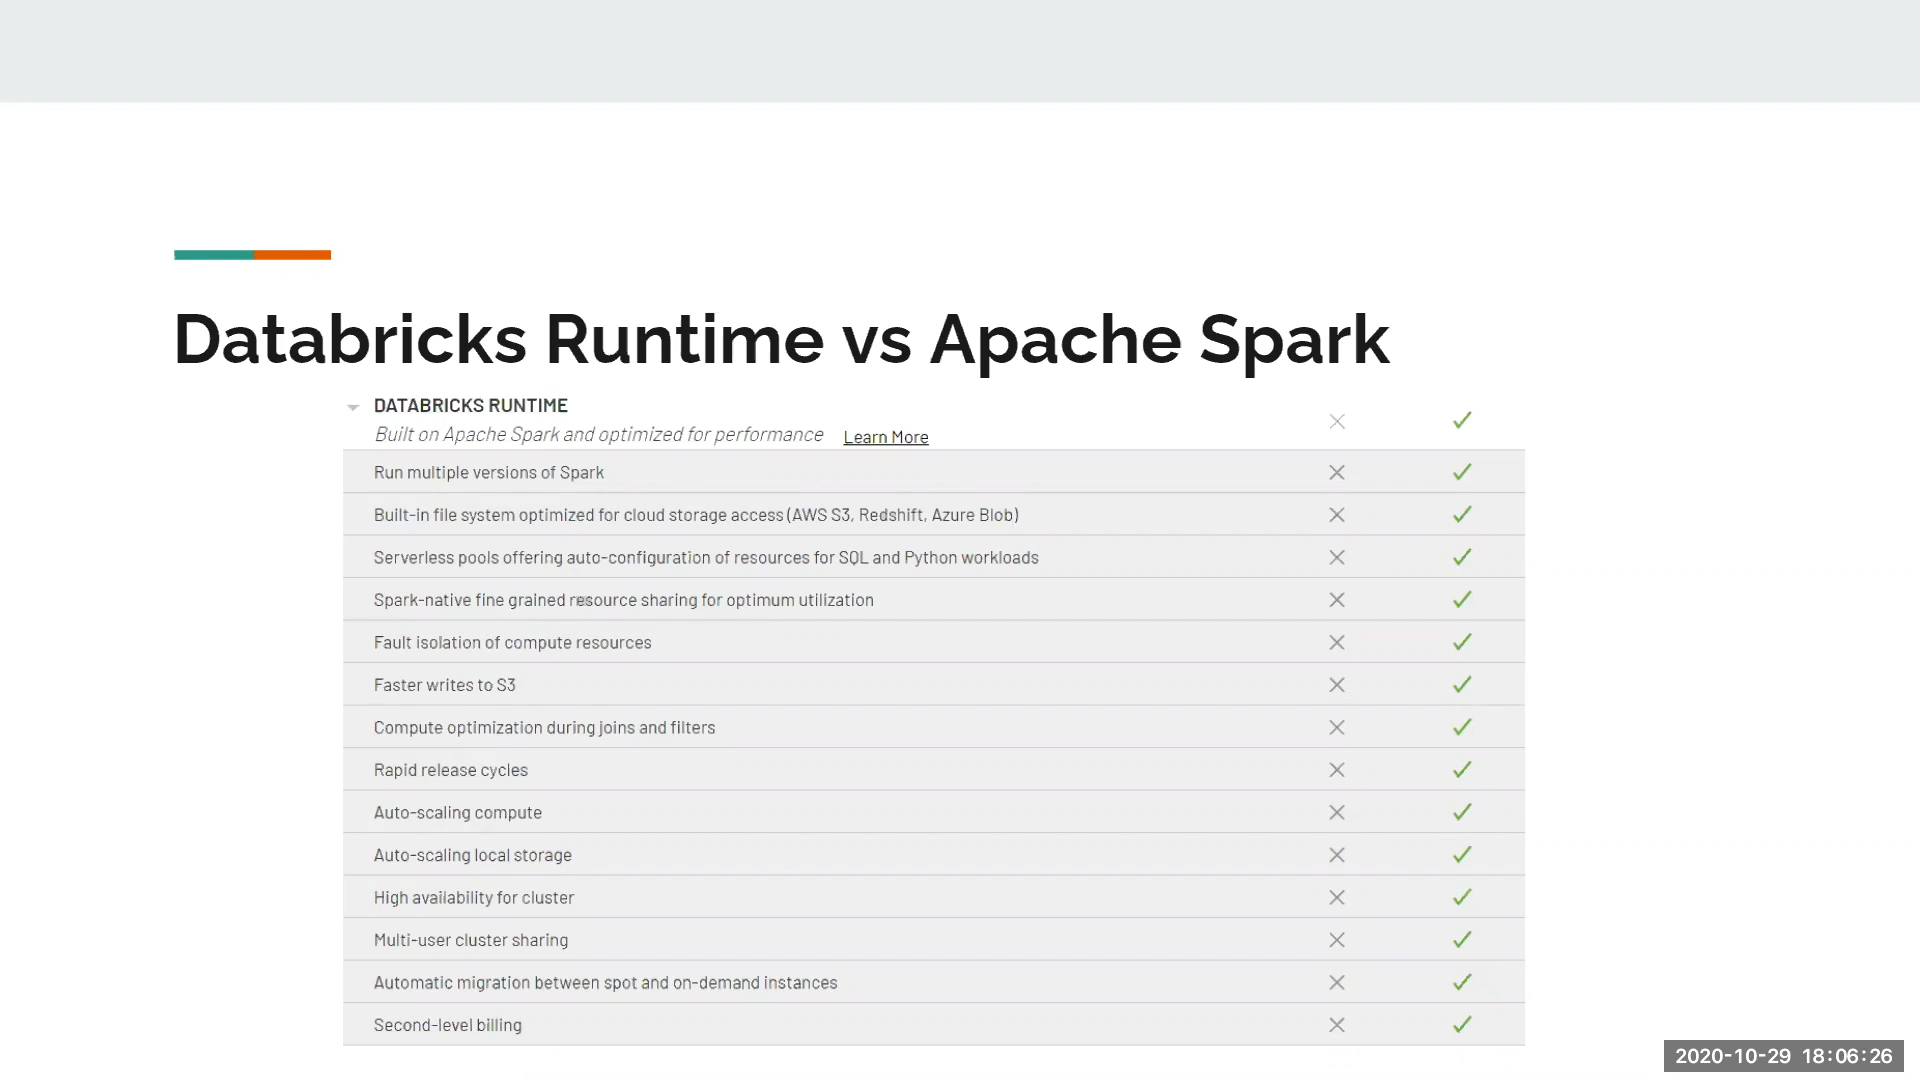 Databricks Runtime vs Apache Spark
DATABRICKS RUNTIME
Built on Apache Spark and optimized for performance Learn More
Run multiple versions of Spark
Built-in file system optimized for cloud storage access (AWS S3, Redshift, Azure Blob)
Serverless pools offering auto-configuration of resources for SQL and Python workloads
Spark-native fine grained resource sharing for optimum utilization
Fault isolation of compute resources
Faster writes to S3
Compute optimization during joins and filters
Rapid release cycles
Auto-scaling compute
Auto-scaling local storage
High availability for cluster
Multi-user cluster sharing
Automatic migration between spot and on-demand instances
Second-level billing
2020-10-29 18:06:26